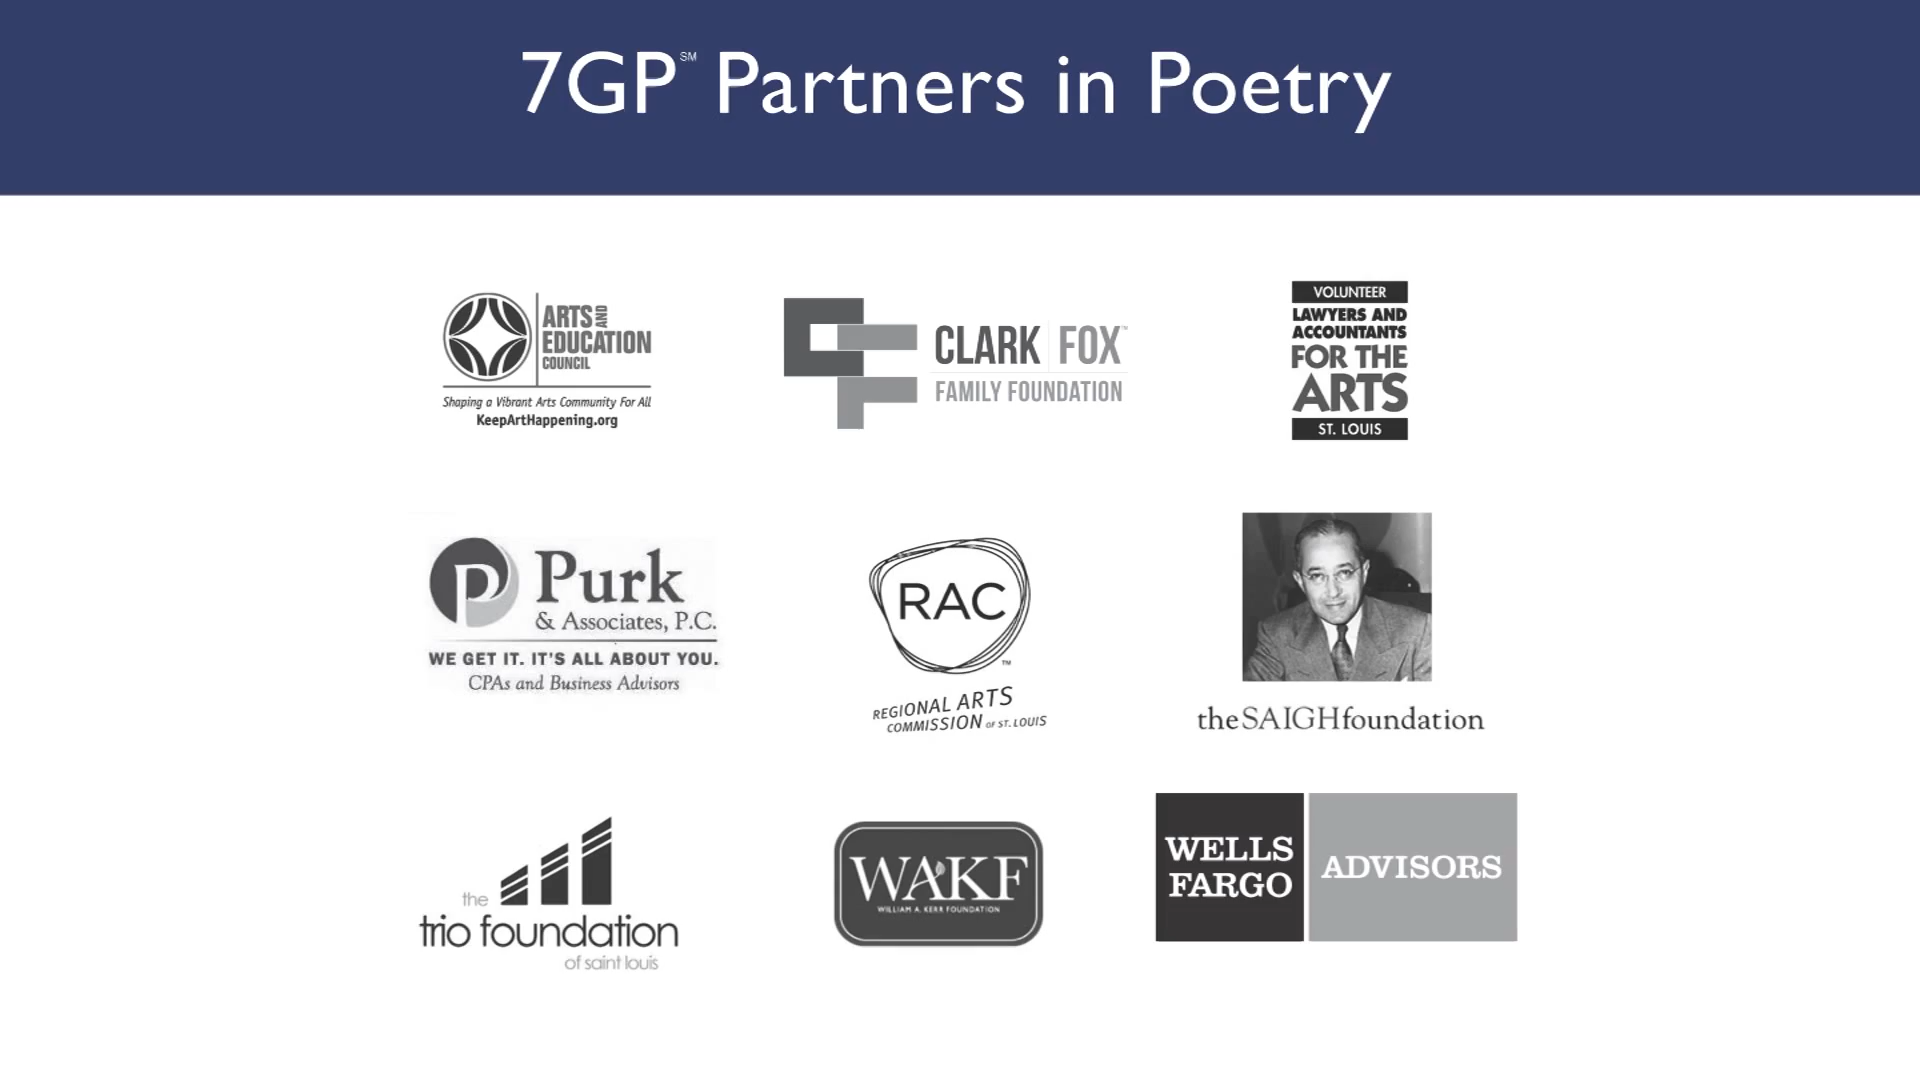 7GP℠ Partners in Poetry
ARTS AND
EDUCATION
COUNCIL
Shaping a Vibrant Arts Community For All
KeepArtHappening.org
CLARK FOX™
FAMILY FOUNDATION
VOLUNTEER
LAWYERS AND
ACCOUNTANTS
FOR THE
ARTS
ST. LOUIS
P Purk
& Associates, P.C.
WE GET IT. IT'S ALL ABOUT YOU.
CPAs and Business Advisors
RAC
™
REGIONAL ARTS
COMMISSION OF ST. LOUIS
theSAIGHfoundation
the
trio foundation
of saint louis
WAKF
WILLIAM A. KERR FOUNDATION
WELLS
FARGO
ADVISORS